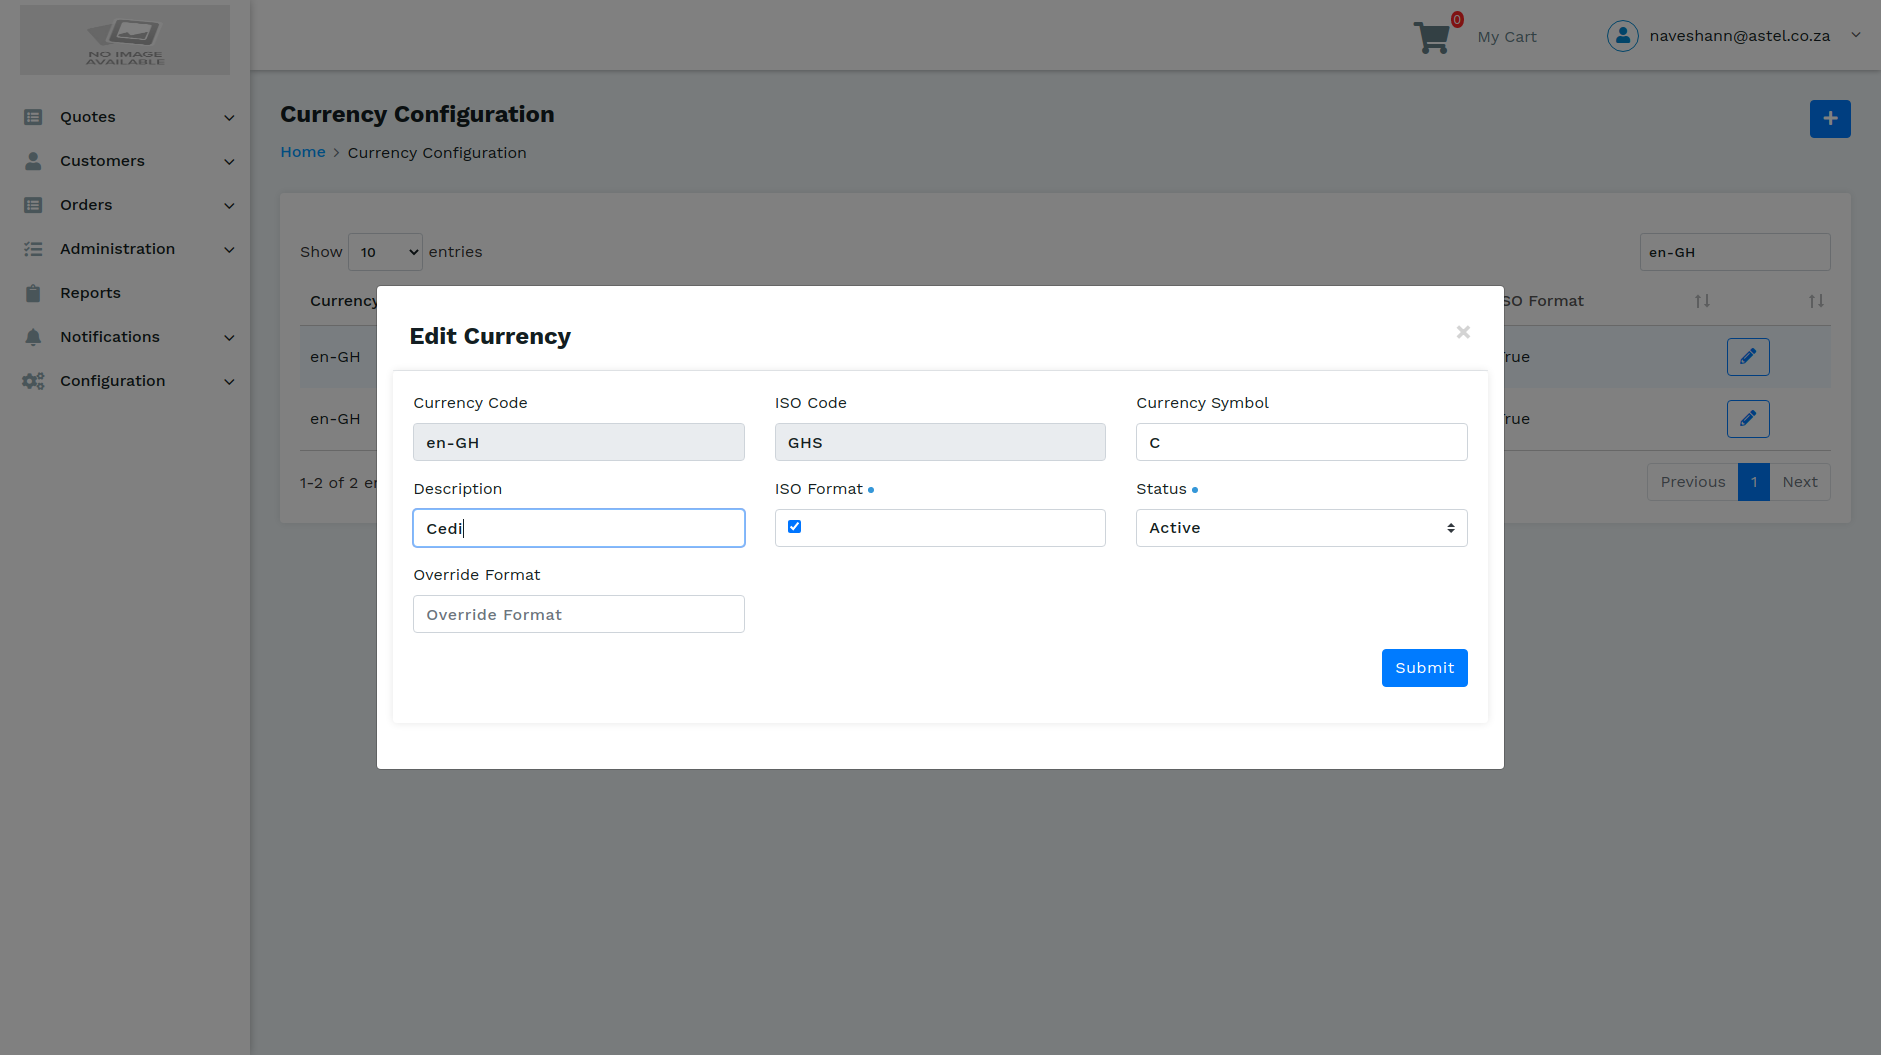 NO IMAGE
AVAILABLE
0
My Cart
naveshann@astel.co.za
Quotes
Customers
Orders
Administration
Reports
Notifications
Configuration
Currency Configuration
Home > Currency Configuration
Show 10 entries
en-GH
Currency
SO Format
en-GH
rue
en-GH
rue
1-2 of 2 en
Previous 1 Next
Edit Currency
×
Currency Code
ISO Code
Currency Symbol
en-GH
GHS
C
Description
ISO Format
Status
Cedi
Active
Override Format
Override Format
Submit